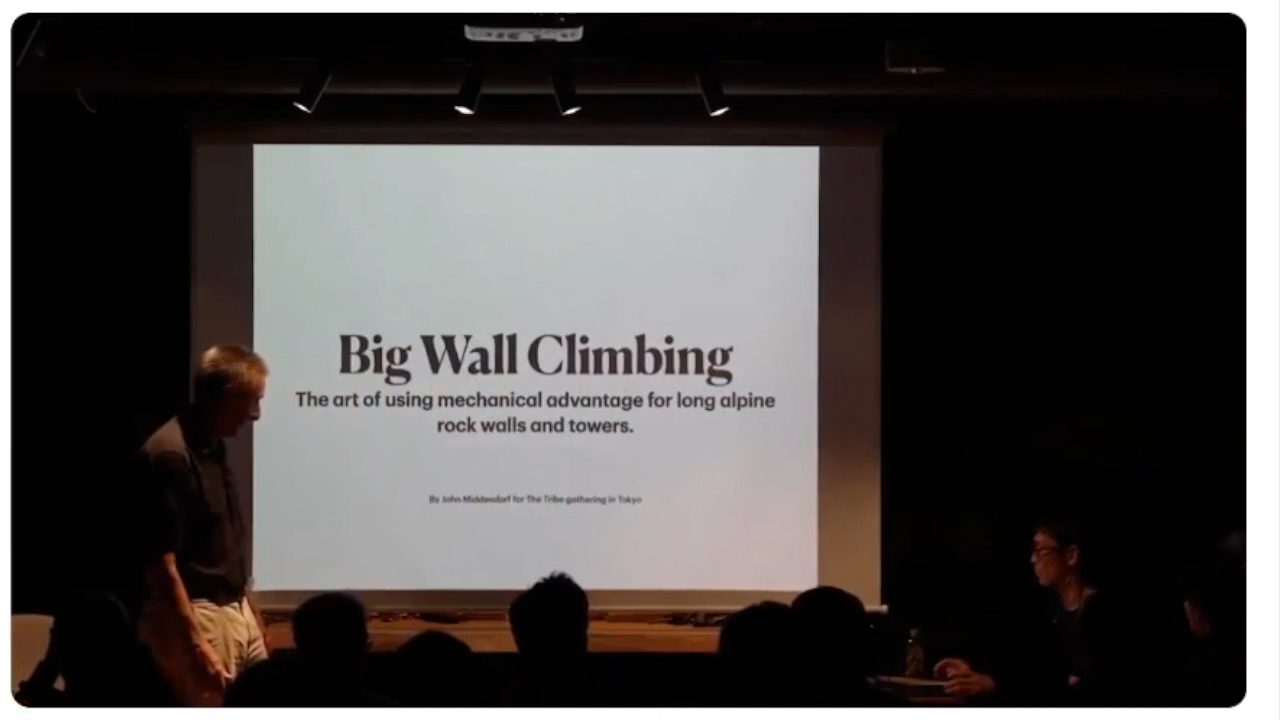 Big Wall Climbing
The art of using mechanical advantage for long alpine
rock walls and towers.
By John Middendorf for The Tribe gathering in Tokyo